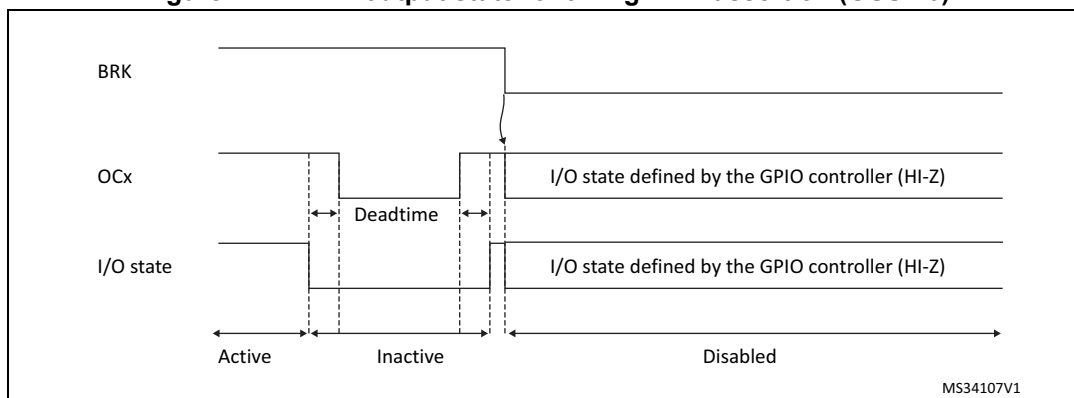 BRK
OCx
I/O state defined by the GPIO controller (HI-Z)
Deadtime
I/O state
I/O state defined by the GPIO controller (HI-Z)
Active
Inactive
Disabled
MS34107V1